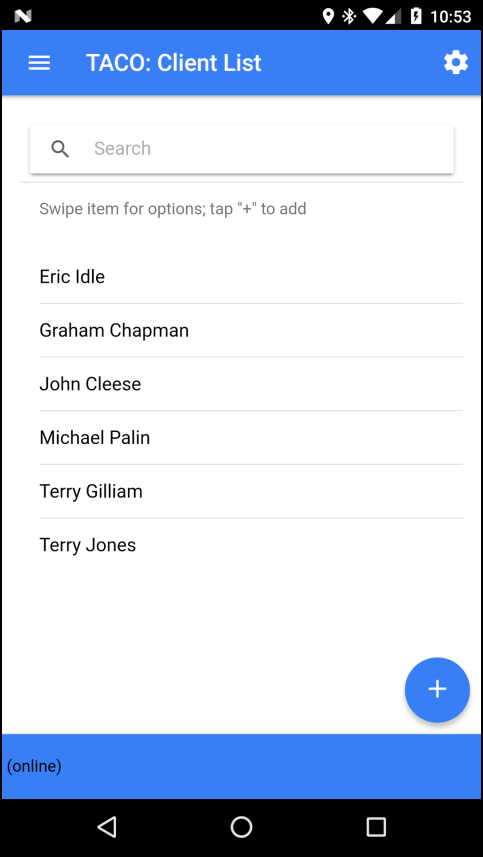 10:53
TACO: Client List
Search
Swipe item for options; tap "+" to add
Eric Idle
Graham Chapman
John Cleese
Michael Palin
Terry Gilliam
Terry Jones
+
(online)